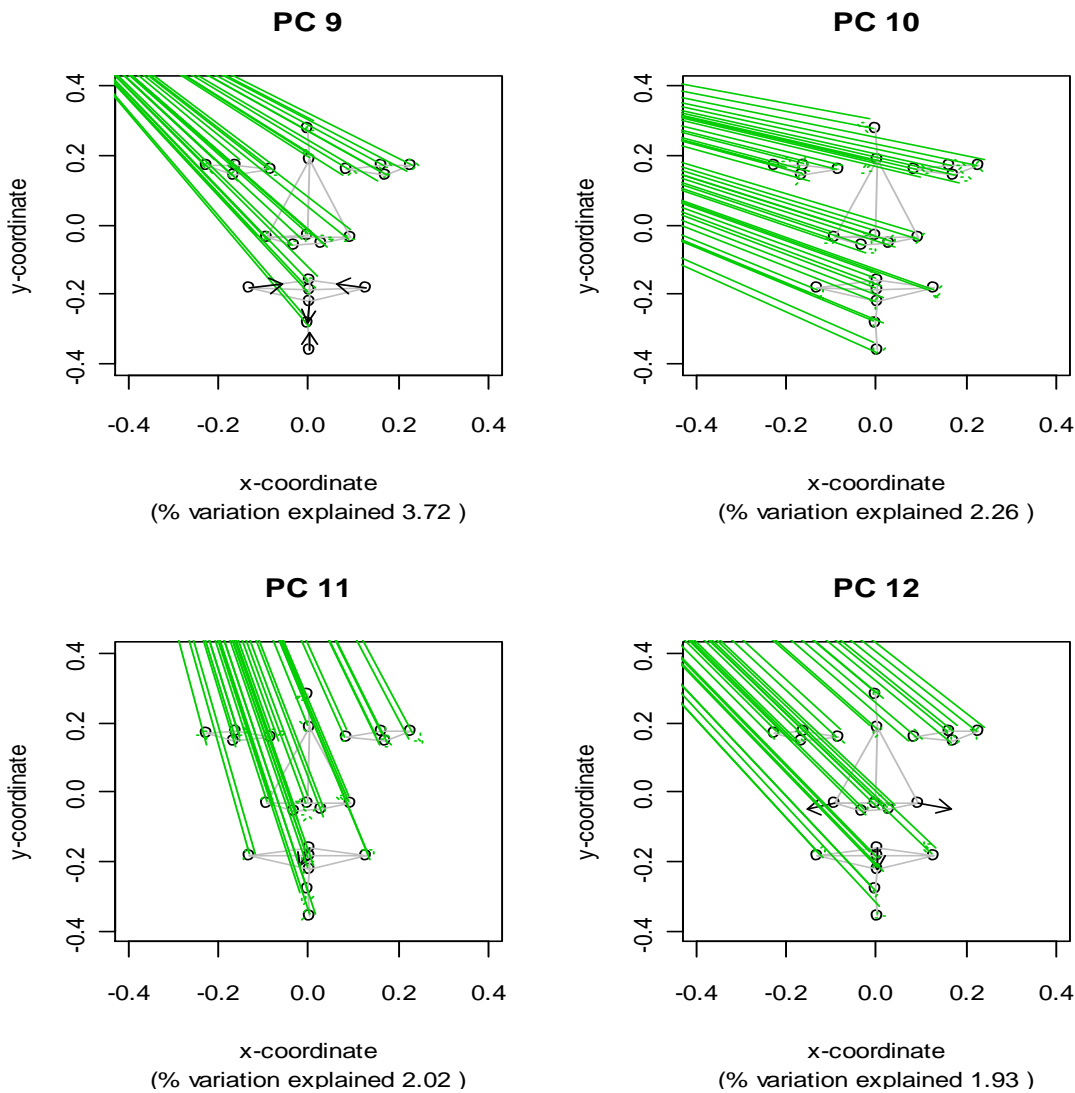 PC 9
0.4
0.2
0.0
-0.2
-0.4
y-coordinate
-0.4 -0.2 0.0 0.2 0.4
x-coordinate
(% variation explained 3.72 )
PC 10
0.4
0.2
0.0
-0.2
-0.4
y-coordinate
-0.4 -0.2 0.0 0.2 0.4
x-coordinate
(% variation explained 2.26 )
PC 11
0.4
0.2
0.0
-0.2
-0.4
y-coordinate
-0.4 -0.2 0.0 0.2 0.4
x-coordinate
(% variation explained 2.02 )
PC 12
0.4
0.2
0.0
-0.2
-0.4
y-coordinate
-0.4 -0.2 0.0 0.2 0.4
x-coordinate
(% variation explained 1.93 )